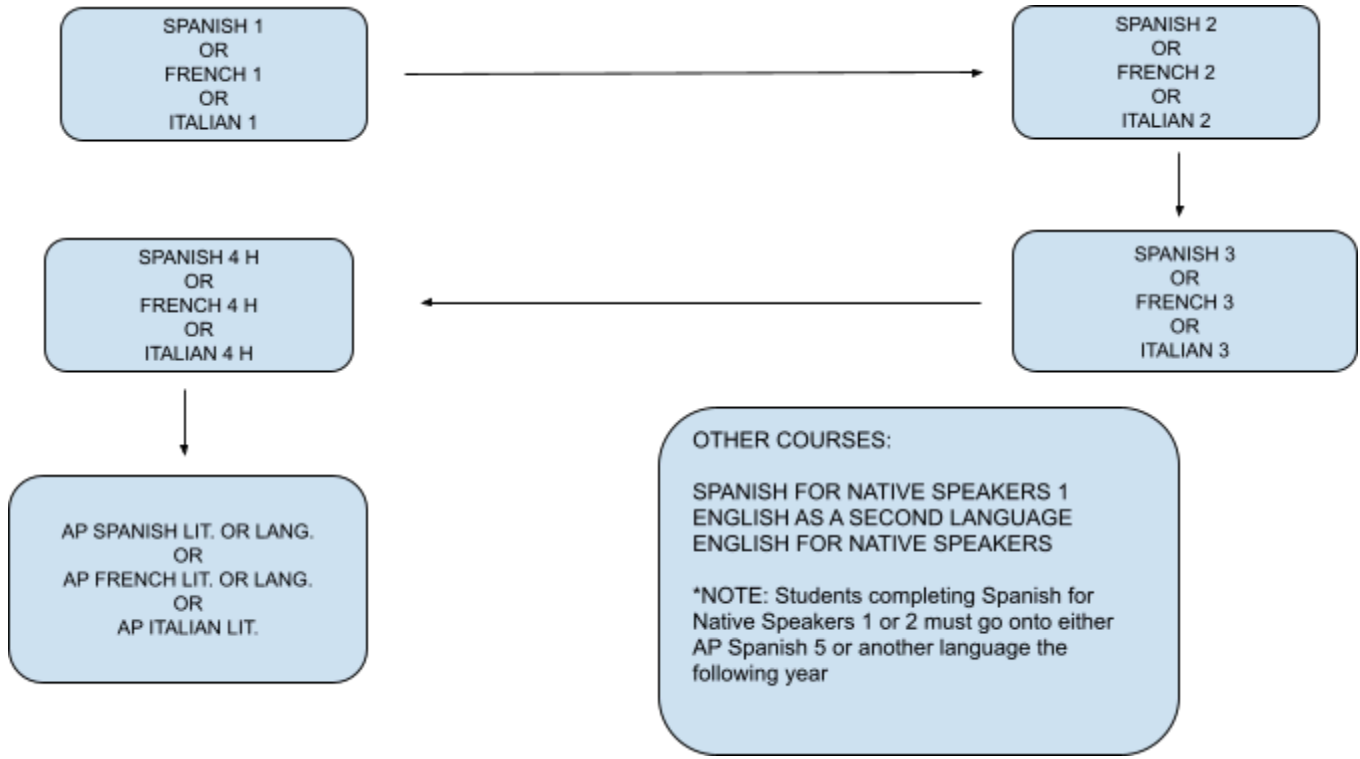 SPANISH 1
OR
FRENCH 1
OR
ITALIAN 1
SPANISH 2
OR
FRENCH 2
OR
ITALIAN 2
SPANISH 3
OR
FRENCH 3
OR
ITALIAN 3
SPANISH 4 H
OR
FRENCH 4 H
OR
ITALIAN 4 H
AP SPANISH LIT. OR LANG.
OR
AP FRENCH LIT. OR LANG.
OR
AP ITALIAN LIT.
OTHER COURSES:
SPANISH FOR NATIVE SPEAKERS 1
ENGLISH AS A SECOND LANGUAGE
ENGLISH FOR NATIVE SPEAKERS
*NOTE: Students completing Spanish for
Native Speakers 1 or 2 must go onto either
AP Spanish 5 or another language the
following year